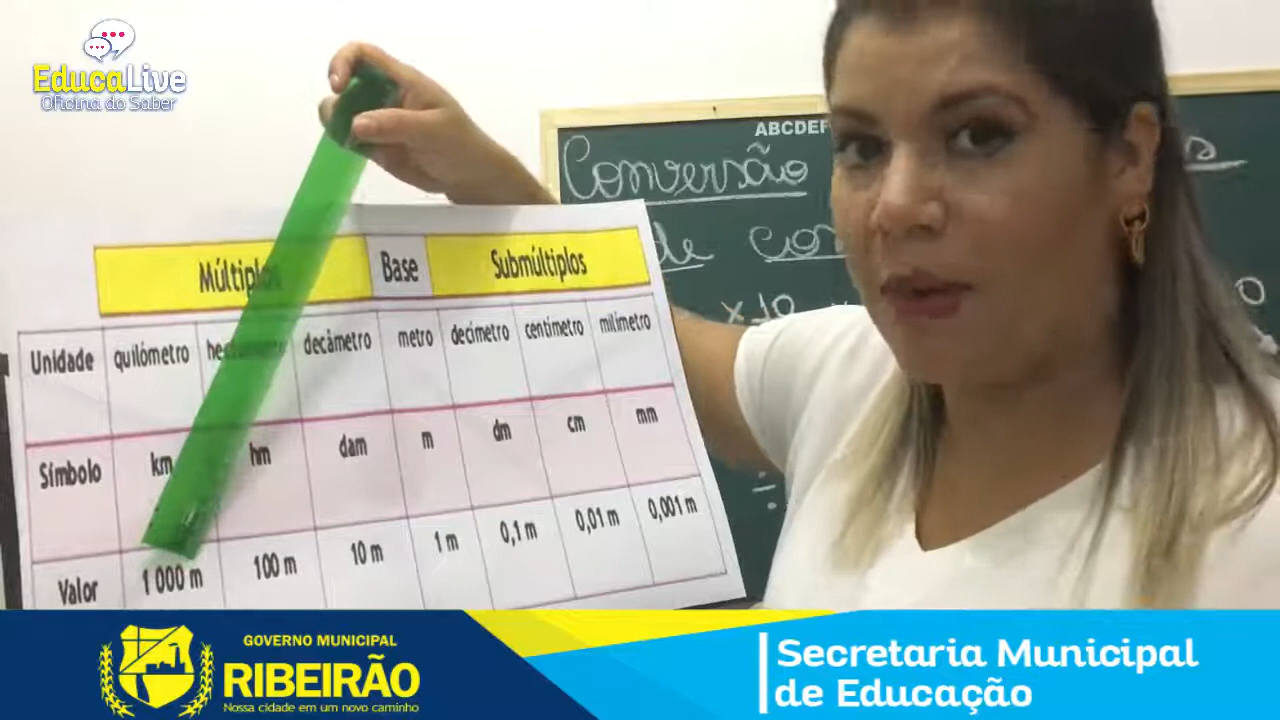 EducaLive
Oficina do Saber
ABCDEF
Conversão
de
x 10
Múltiplos Base Submúltiplos
Unidade quilômetro decâmetro metro decímetro centímetro milímetro
Símbolo km hm dam m dm cm mm
Valor 1 000 m 100 m 10 m 1 m 0,1 m 0,01 m 0,001 m
GOVERNO MUNICIPAL
RIBEIRÃO
Nossa cidade em um novo caminho
Secretaria Municipal
de Educação